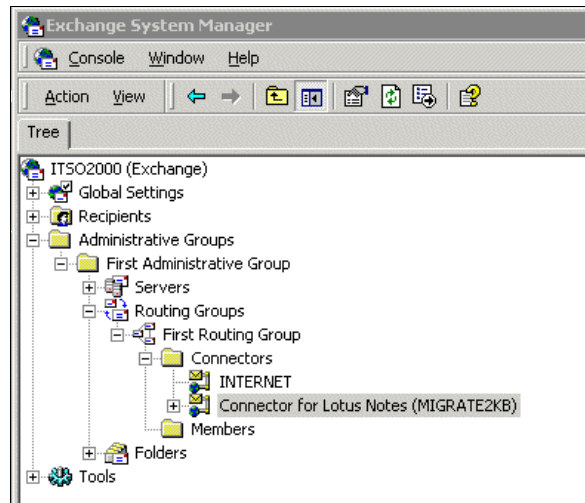 Exchange System Manager
Console Window Help
Action View
Tree
ITSO2000 (Exchange)
Global Settings
Recipients
Administrative Groups
First Administrative Group
Servers
Routing Groups
First Routing Group
Connectors
INTERNET
Connector for Lotus Notes (MIGRATE2KB)
Members
Folders
Tools